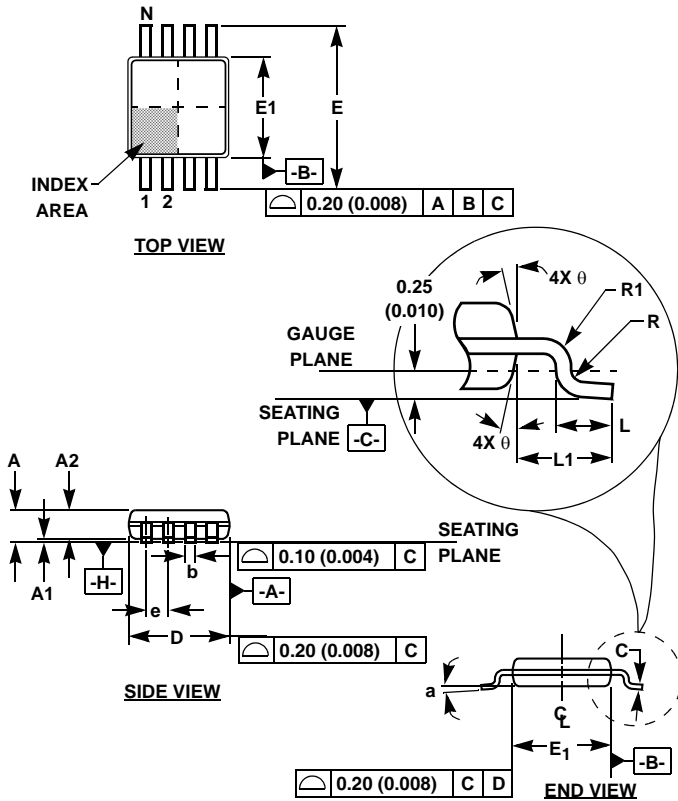 N
E1
E
-B-
INDEX
AREA
1 2
0.20 (0.008) A B C
TOP VIEW
0.25
(0.010)
4X θ
R1
R
GAUGE
PLANE
SEATING
PLANE -C-
4X θ
L
L1
A A2
SEATING
PLANE
A1
-H-
b
0.10 (0.004) C
-A-
e
D
0.20 (0.008) C
SIDE VIEW
C
a
CL
E1
-B-
0.20 (0.008) C D
END VIEW